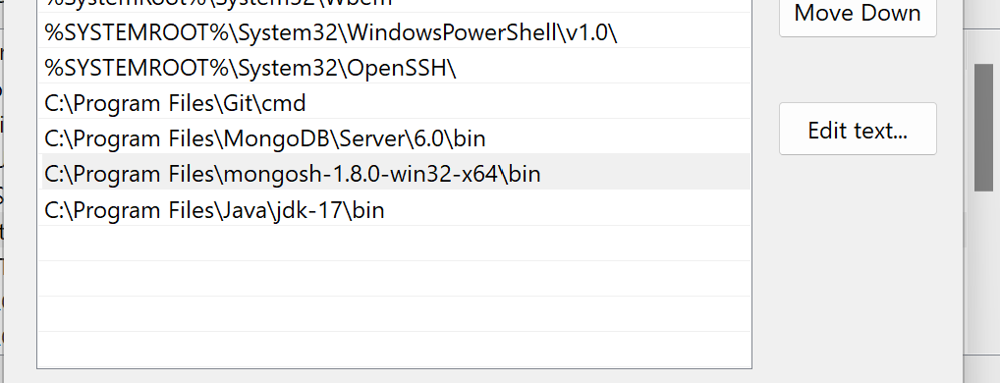 %SystemRoot%\System32\Wbem
Move Down
%SYSTEMROOT%\System32\WindowsPowerShell\v1.0\
%SYSTEMROOT%\System32\OpenSSH\
C:\Program Files\Git\cmd
Edit text...
C:\Program Files\MongoDB\Server\6.0\bin
C:\Program Files\mongosh-1.8.0-win32-x64\bin
C:\Program Files\Java\jdk-17\bin